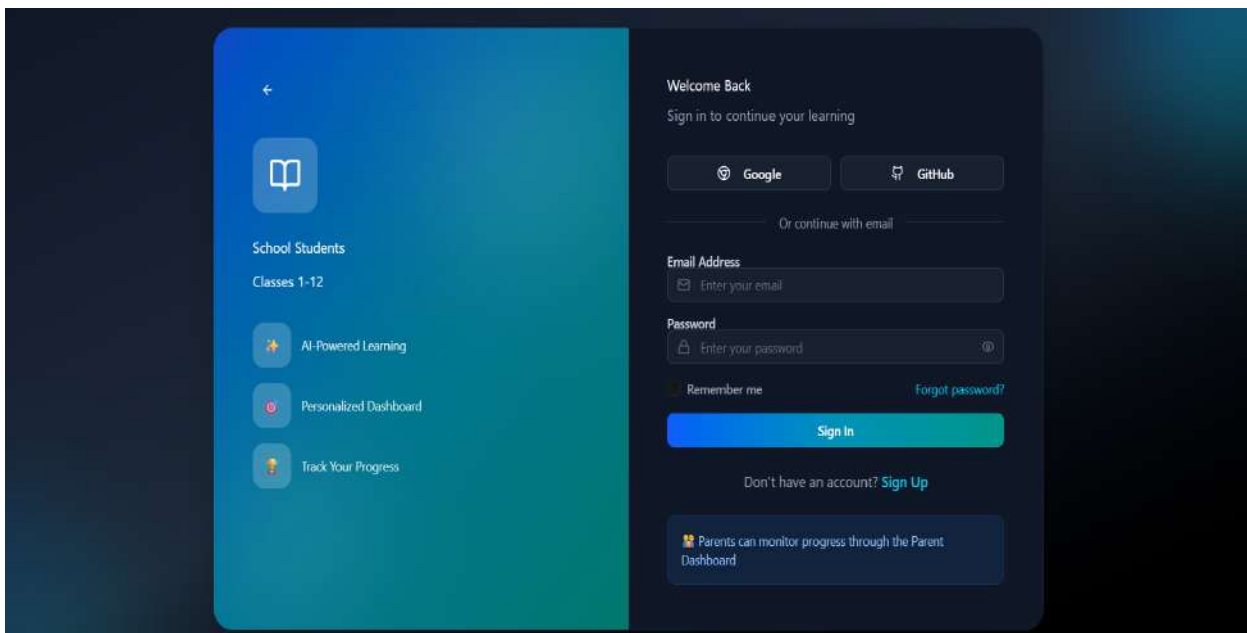 School Students
Classes 1-12
AI-Powered Learning
Personalized Dashboard
Track Your Progress
Welcome Back
Sign in to continue your learning
Google
GitHub
Or continue with email
Email Address
Enter your email
Password
Enter your password
Remember me
Forgot password?
Sign In
Don't have an account? Sign Up
Parents can monitor progress through the Parent
Dashboard